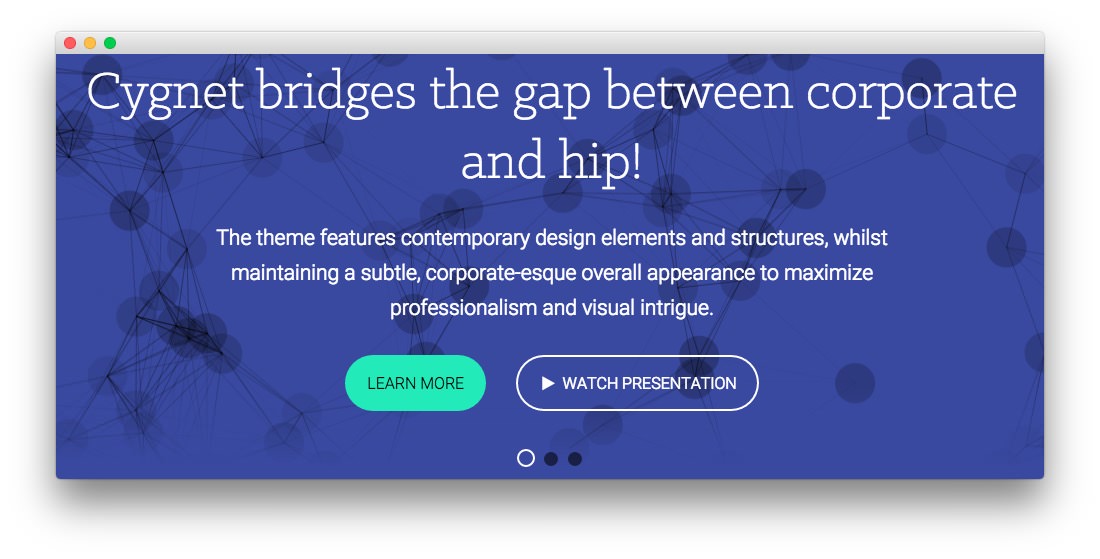 Cygnet bridges the gap between corporate
and hip!
The theme features contemporary design elements and structures, whilst
maintaining a subtle, corporate-esque overall appearance to maximize
professionalism and visual intrigue.
LEARN MORE
WATCH PRESENTATION